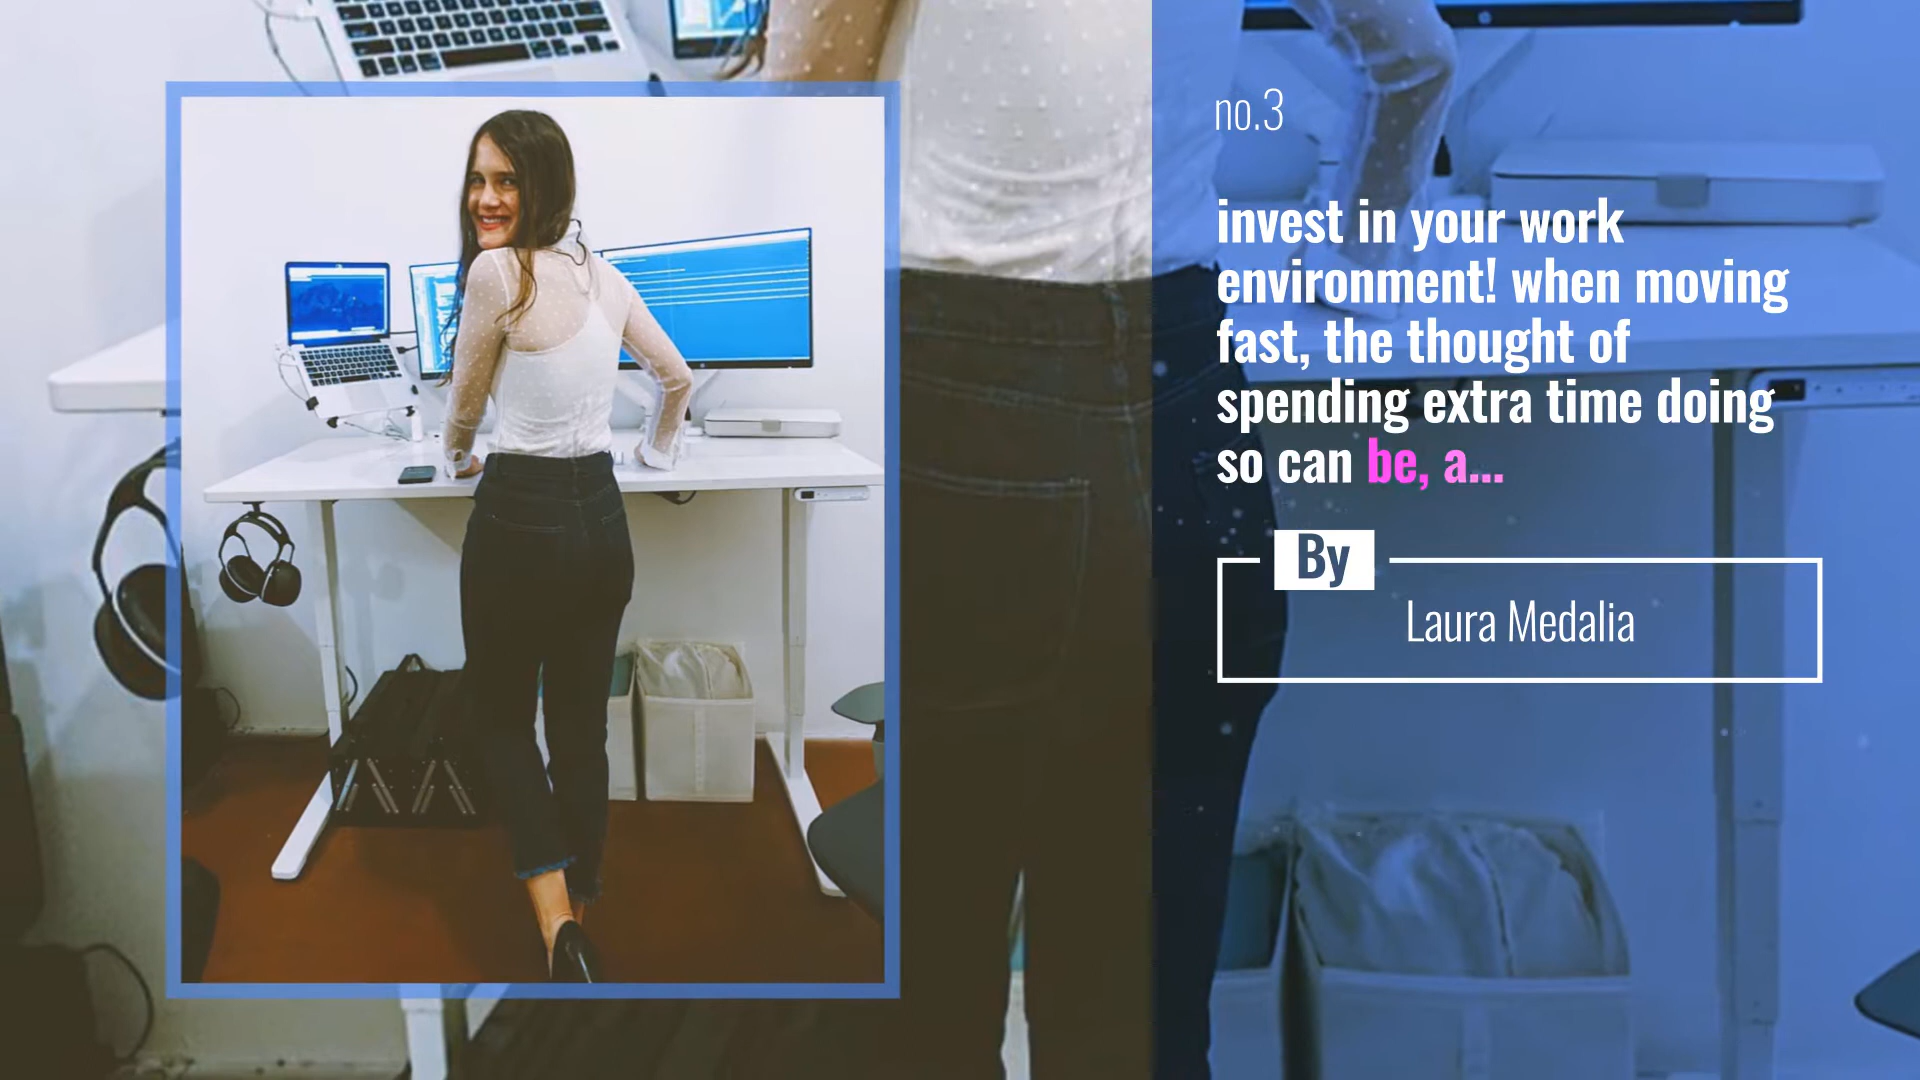 no.3
invest in your work
environment! when moving
fast, the thought of
spending extra time doing
so can be, a...
By
Laura Medalia